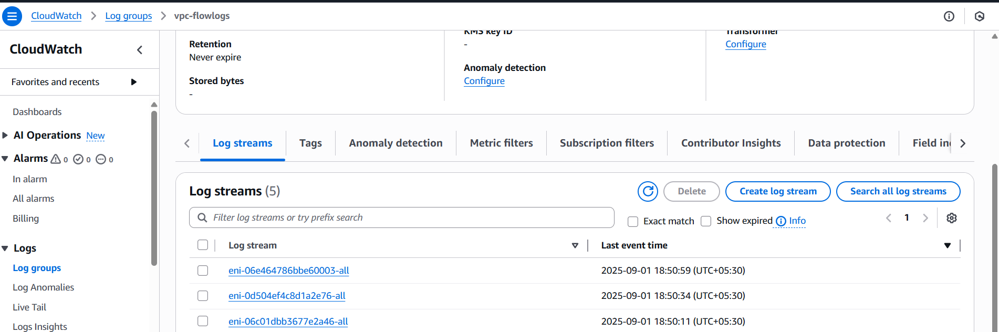 CloudWatch > Log groups > vpc-flowlogs
CloudWatch
Favorites and recents
Dashboards
AI Operations New
Alarms 0 0 0
In alarm
All alarms
Billing
Logs
Log groups
Log Anomalies
Live Tail
Logs Insights
Retention
Never expire
Stored bytes
-
KMS key ID
-
Anomaly detection
Configure
Transformer
Configure
Log streams Tags Anomaly detection Metric filters Subscription filters Contributor Insights Data protection Field in
Log streams (5)
Delete Create log stream Search all log streams
Filter log streams or try prefix search
Exact match Show expired Info
1
Log stream Last event time
eni-06e464786bbe60003-all 2025-09-01 18:50:59 (UTC+05:30)
eni-0d504ef4c8d1a2e76-all 2025-09-01 18:50:34 (UTC+05:30)
eni-06c01dbb3677e2a46-all 2025-09-01 18:50:11 (UTC+05:30)